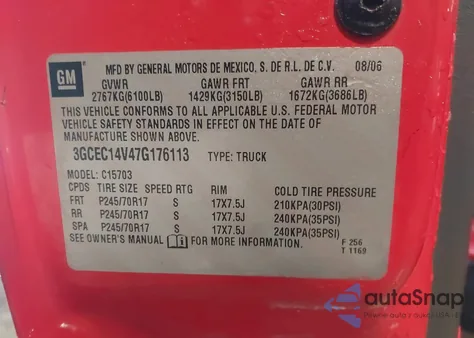 GM
MFD BY GENERAL MOTORS DE MEXICO, S. DE R.L. DE C.V. 08/06
GVWR GAWR FRT GAWR RR
2767KG(6100LB) 1429KG(3150LB) 1672KG(3686LB)
THIS VEHICLE CONFORMS TO ALL APPLICABLE U.S. FEDERAL MOTOR
VEHICLE SAFETY STANDARDS IN EFFECT ON THE DATE OF
MANUFACTURE SHOWN ABOVE.
3GCEC14V47G176113 TYPE: TRUCK
MODEL: C15703
CPDS TIRE SIZE SPEED RTG RIM COLD TIRE PRESSURE
FRT P245/70R17 S 17X7.5J 210KPA(30PSI)
RR P245/70R17 S 17X7.5J 240KPA(35PSI)
SPA P245/70R17 S 17X7.5J 240KPA(35PSI)
SEE OWNER'S MANUAL FOR MORE INFORMATION.
F 256
T 1169
autaSnap